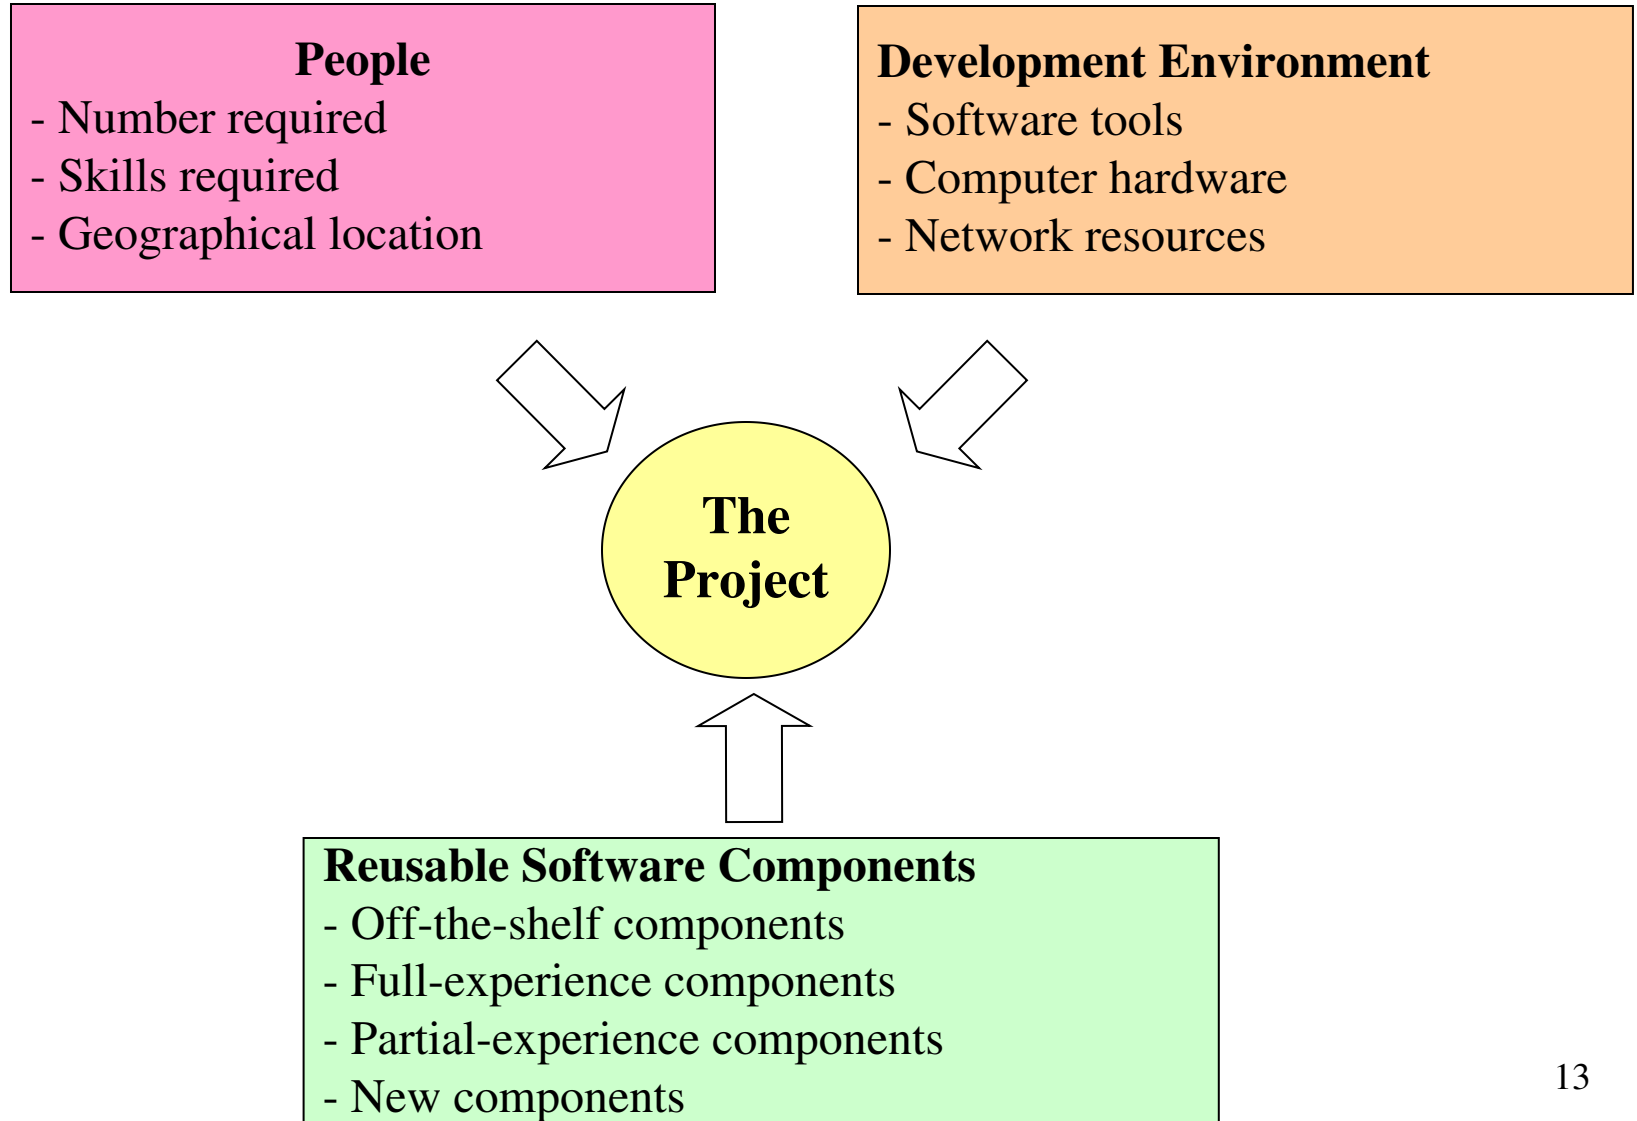 People
- Number required
- Skills required
- Geographical location
Development Environment
- Software tools
- Computer hardware
- Network resources
The
Project
Reusable Software Components
- Off-the-shelf components
- Full-experience components
- Partial-experience components
- New components
13